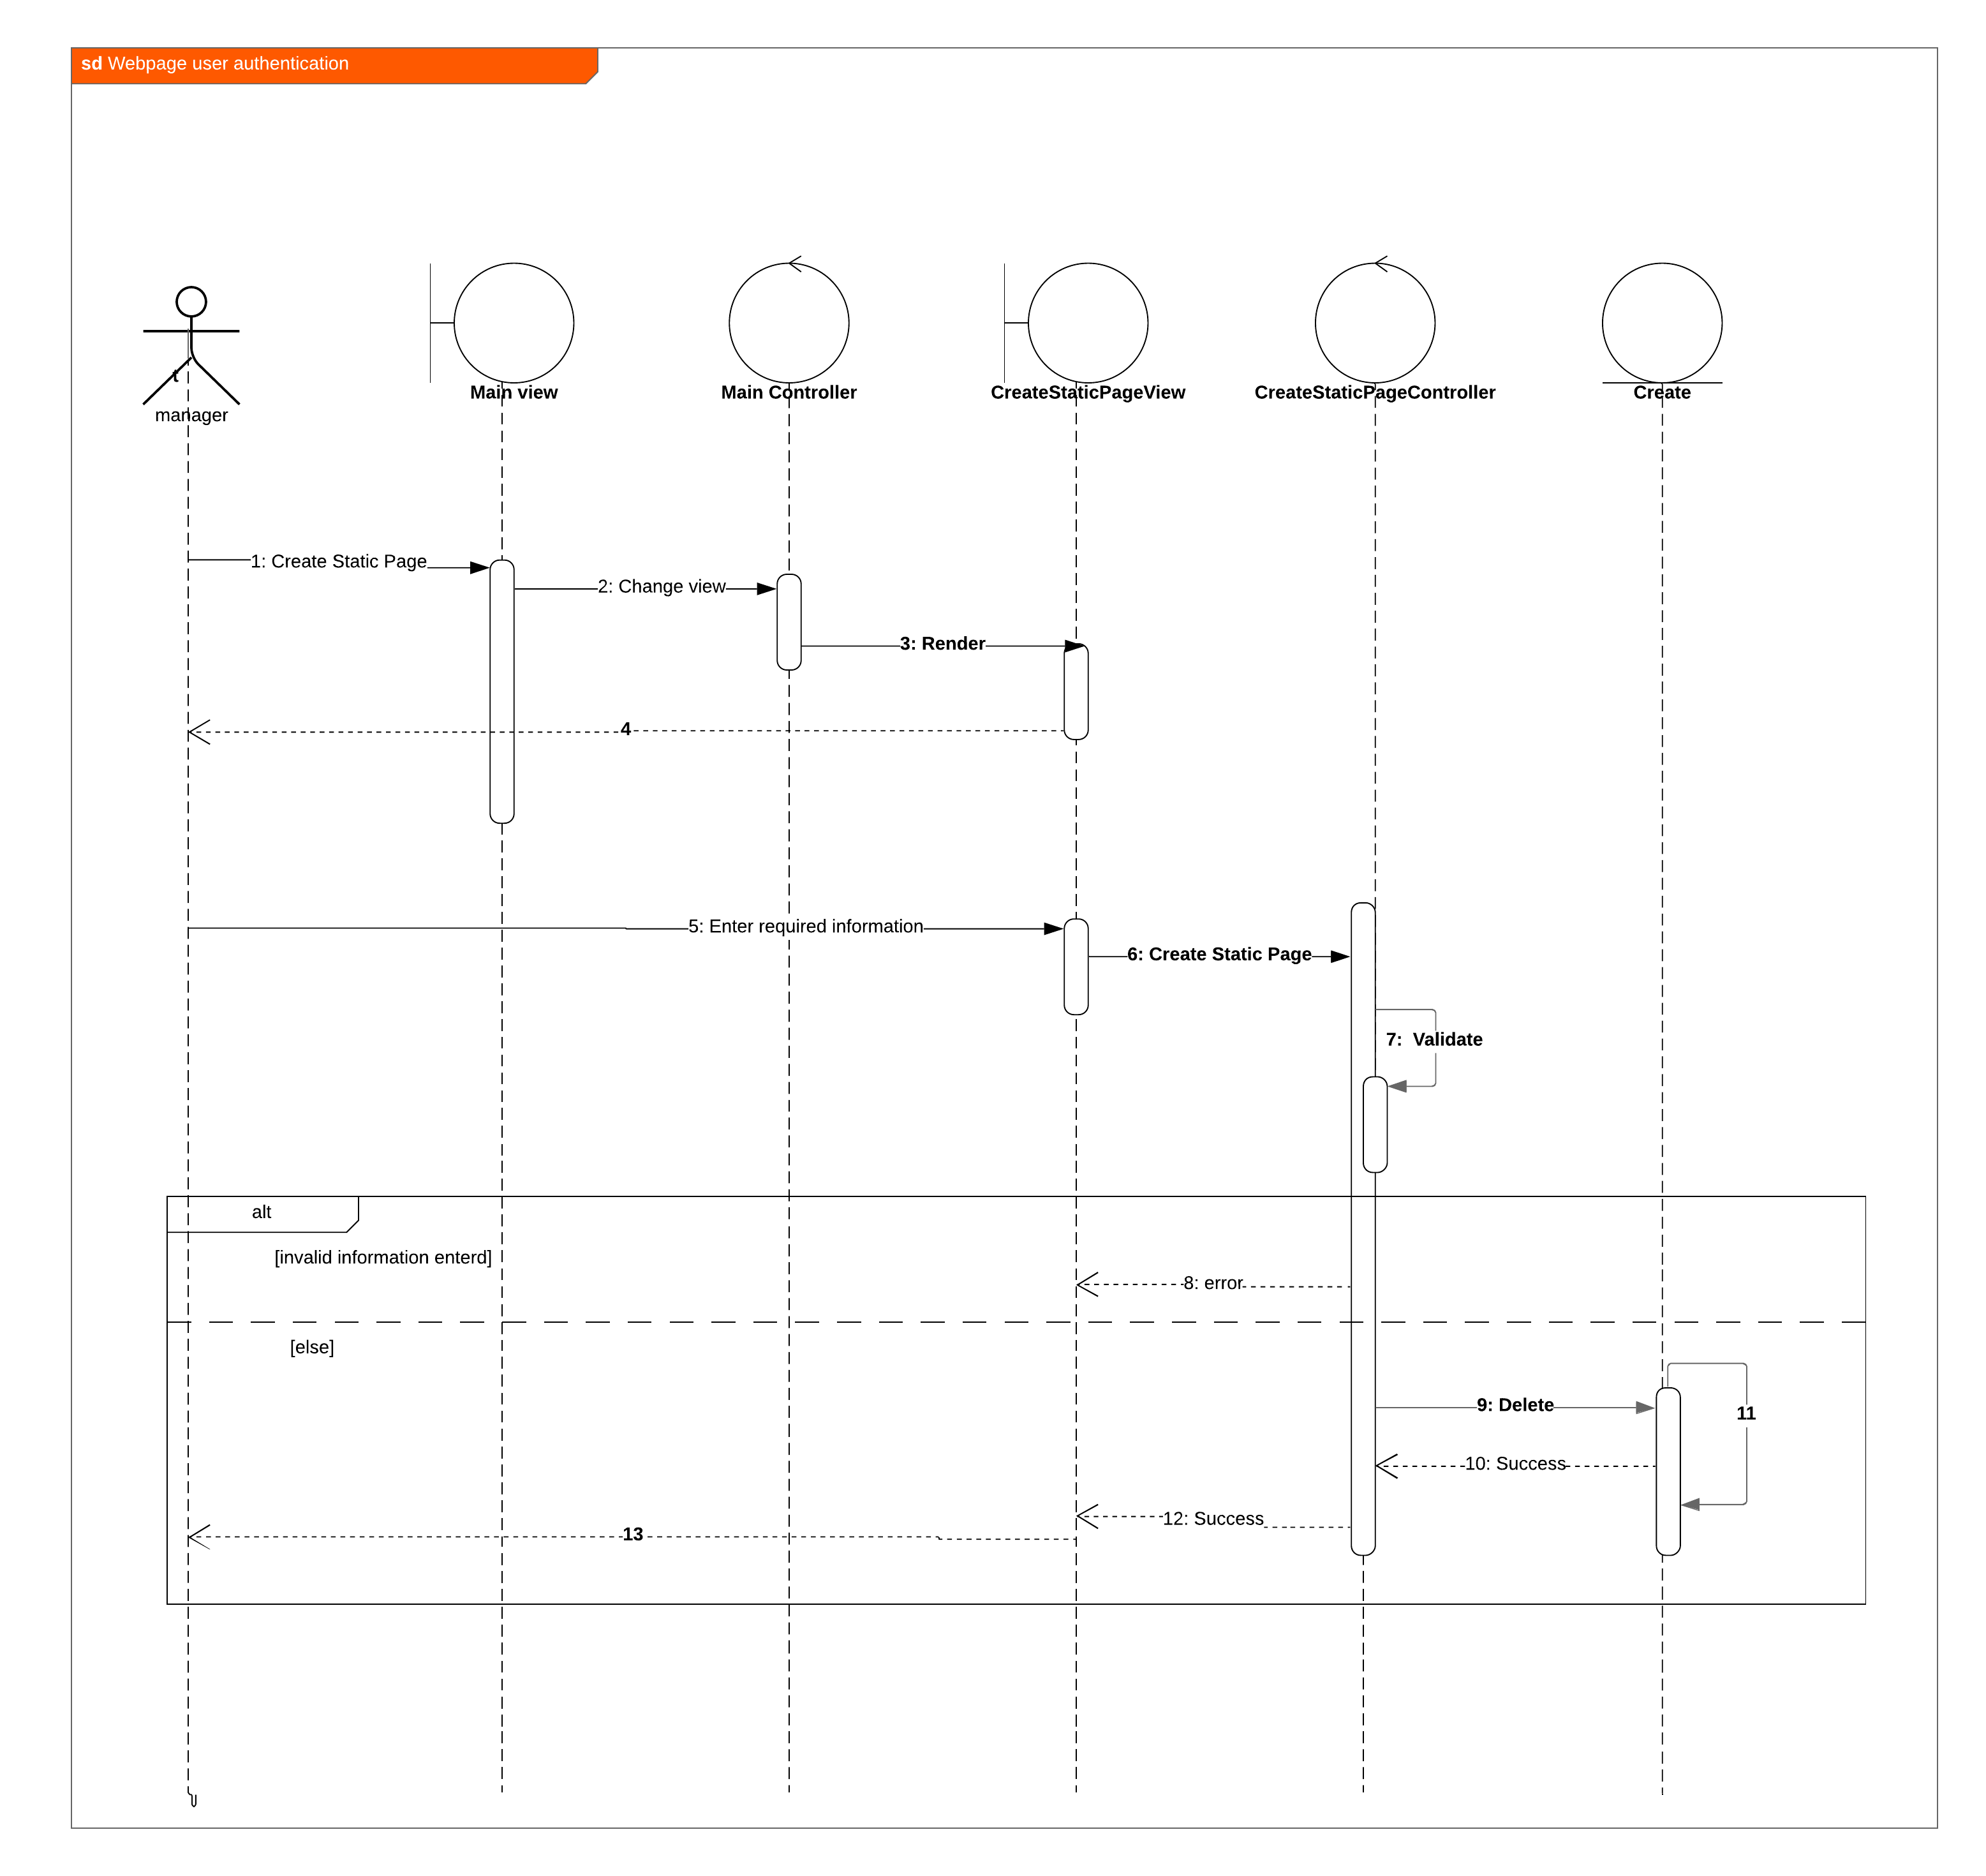 sd Webpage user authentication
t
manager
Main view
Main Controller
CreateStaticPageView
CreateStaticPageController
Create
1: Create Static Page
2: Change view
3: Render
4
5: Enter required information
6: Create Static Page
7:  Validate
alt
[invalid information enterd]
8: error
[else]
9: Delete
11
10: Success
12: Success
13